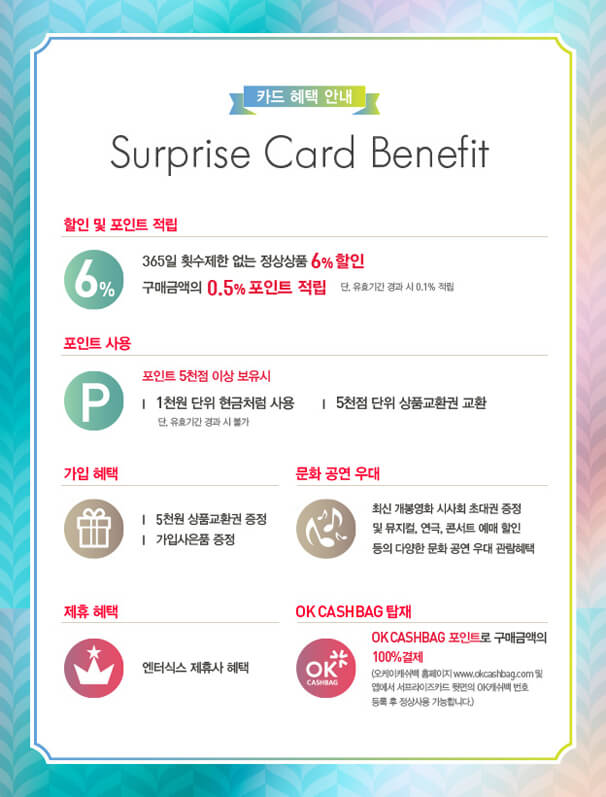 카드 혜택 안내
Surprise Card Benefit
할인 및 포인트 적립
6%
365일 횟수제한 없는 정상상품 6% 할인
구매금액의 0.5% 포인트 적립 단, 유효기간 경과 시 0.1% 적립
포인트 사용
P
포인트 5천점 이상 보유시
I 1천원 단위 현금처럼 사용 I 5천점 단위 상품교환권 교환
단, 유효기간 경과 시 불가
가입 혜택
I 5천원 상품교환권 증정
I 가입사은품 증정
문화 공연 우대
최신 개봉영화 시사회 초대권 증정
및 뮤지컬, 연극, 콘서트 예매 할인
등의 다양한 문화 공연 우대 관람혜택
제휴 혜택
엔터식스 제휴사 혜택
OK CASHBAG 탑재
OK
CASHBAG
OK CASHBAG 포인트로 구매금액의
100%결제
(오케이캐쉬백 홈페이지 www.okcashbag.com 및
앱에서 서프라이즈카드 뒷면의 OK캐쉬백 번호
등록 후 정상사용 가능합니다.)